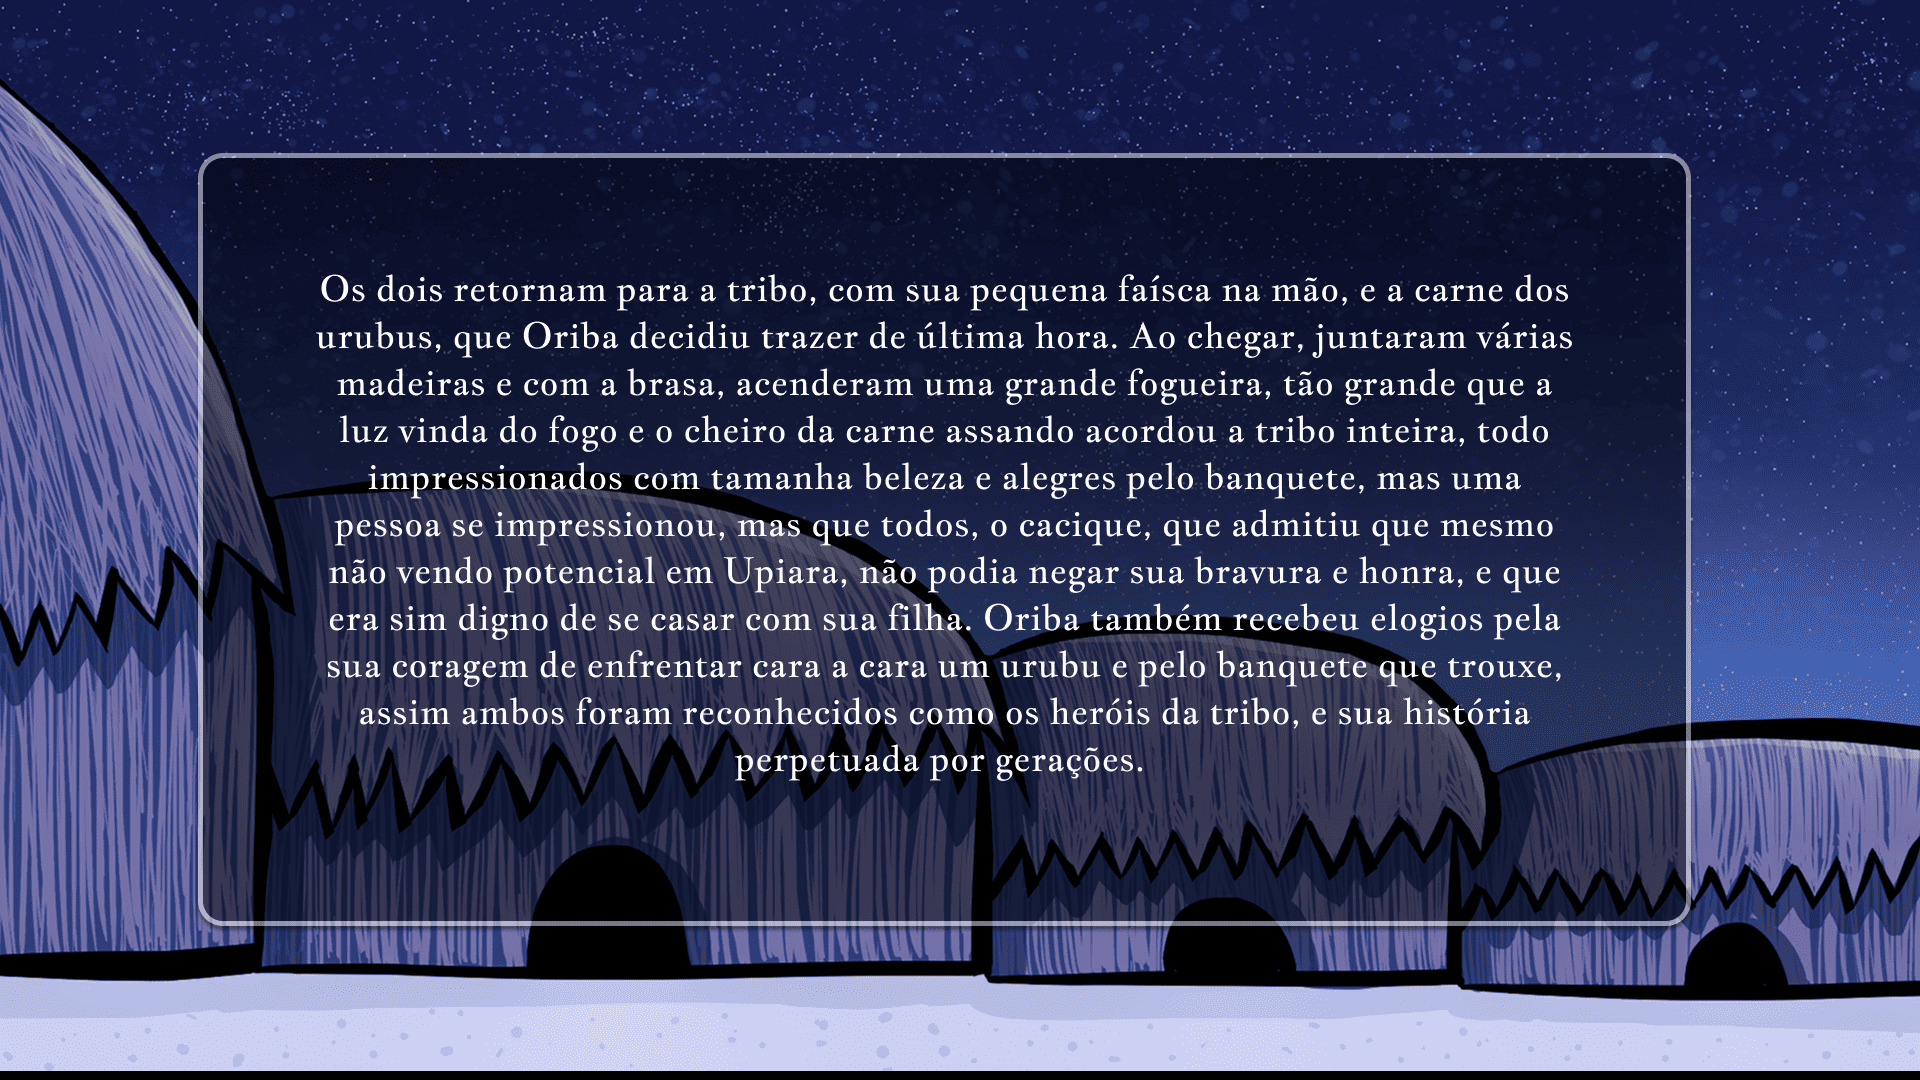 Os dois retornam para a tribo, com sua pequena faísca na mão, e a carne dos
urubus, que Oriba decidiu trazer de última hora. Ao chegar, juntaram várias
madeiras e com a brasa, acenderam uma grande fogueira, tão grande que a
luz vinda do fogo e o cheiro da carne assando acordou a tribo inteira, todo
impressionados com tamanha beleza e alegres pelo banquete, mas uma
pessoa se impressionou, mas que todos, o cacique, que admitiu que mesmo
não vendo potencial em Upiara, não podia negar sua bravura e honra, e que
era sim digno de se casar com sua filha. Oriba também recebeu elogios pela
sua coragem de enfrentar cara a cara um urubu e pelo banquete que trouxe,
assim ambos foram reconhecidos como os heróis da tribo, e sua história
perpetuada por gerações.